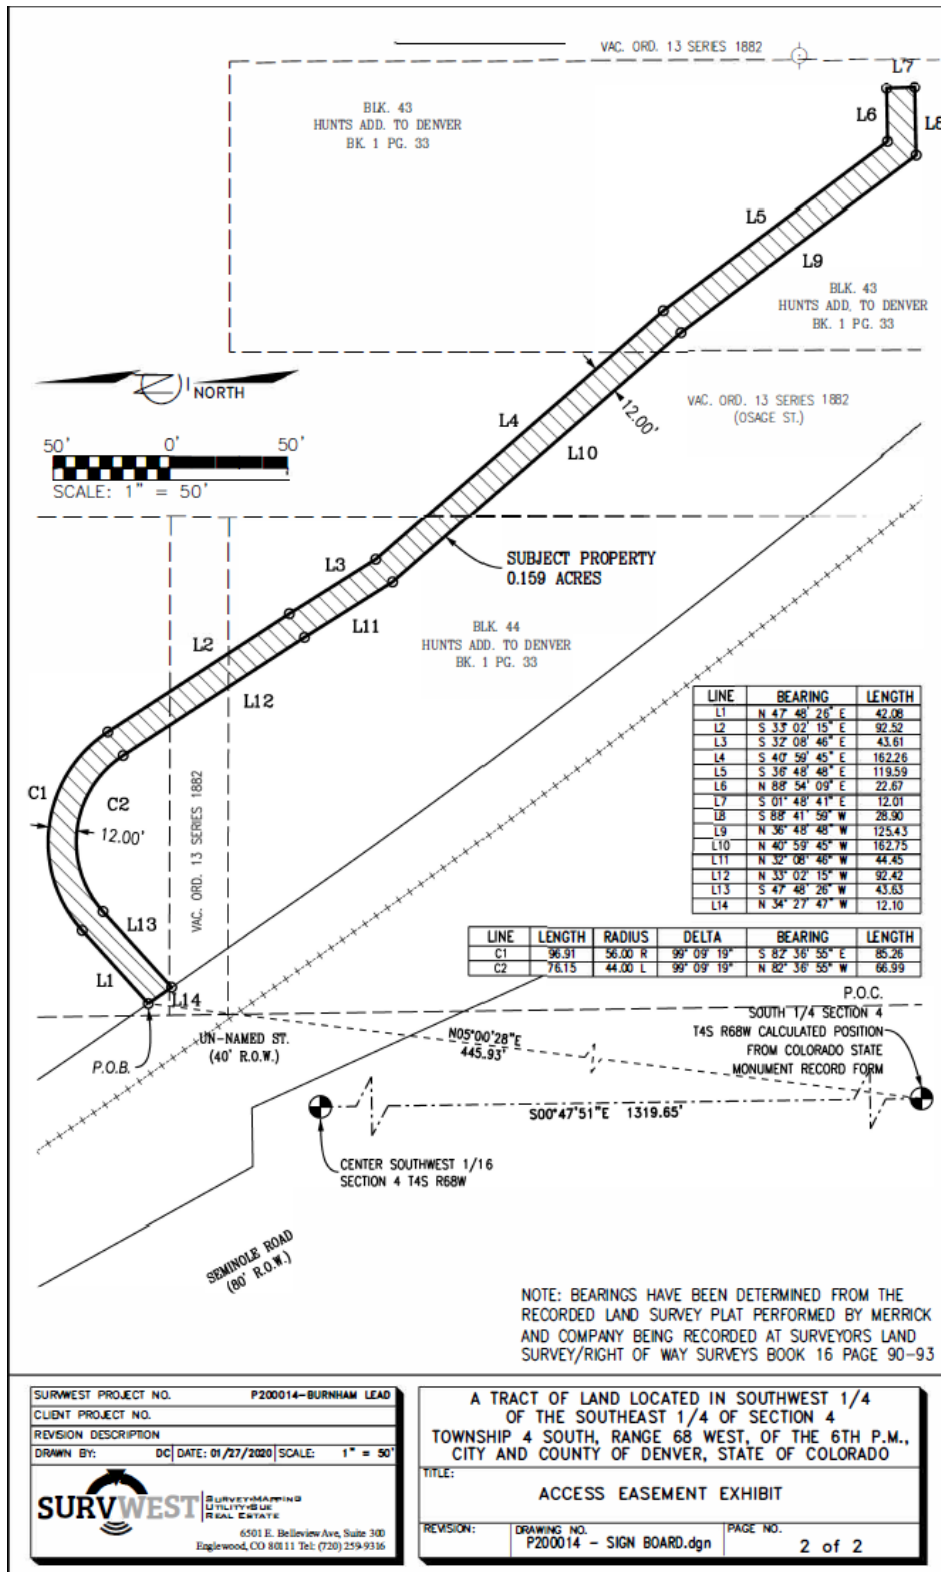 VAC. ORD. 13 SERIES 1882
L7
BLK. 43
HUNTS ADD. TO DENVER
BK. 1 PG. 33
L6
L8
L5
L9
BLK. 43
HUNTS ADD, TO DENVER
BK. 1 PG. 33
NORTH
L4
12.00'
VAC. ORD. 13 SERIES 1882
(OSAGE ST.)
L10
50' 0' 50'
SCALE: 1" = 50'
L3
SUBJECT PROPERTY
0.159 ACRES
L11
BLK. 44
HUNTS ADD. TO DENVER
BK. 1 PG. 33
L2
L12
LINE BEARING LENGTH
L1 N 47° 48' 26" E 42.08
L2 S 33° 02' 15" E 92.52
L3 S 32° 08' 46" E 43.61
L4 S 40° 59' 45" E 162.26
L5 S 36° 48' 48" E 119.59
L6 N 88° 54' 09" E 22.67
L7 S 01° 48' 41" E 12.01
L8 S 88° 41' 59" W 28.90
L9 N 36° 48' 48" W 125.43
L10 N 40° 59' 45" W 162.75
L11 N 32° 08' 46" W 44.45
L12 N 33° 02' 15" W 92.42
L13 S 47° 48' 26" W 43.63
L14 N 34° 27' 47" W 12.10
C1
C2
12.00'
VAC. ORD. 13 SERIES 1882
L13
L1
L14
LINE LENGTH RADIUS DELTA BEARING LENGTH
C1 96.91 56.00 R 99° 09' 19" S 82° 36' 55" E 85.26
C2 76.15 44.00 L 99° 09' 19" N 82° 36' 55" W 66.99
P.O.C.
SOUTH 1/4 SECTION 4
T4S R68W CALCULATED POSITION
FROM COLORADO STATE
MONUMENT RECORD FORM
UN-NAMED ST.
(40' R.O.W.)
P.O.B.
N05°00'28"E
445.93'
S00°47'51"E 1319.65'
CENTER SOUTHWEST 1/16
SECTION 4 T4S R68W
SEMINOLE ROAD
(80' R.O.W.)
NOTE: BEARINGS HAVE BEEN DETERMINED FROM THE
RECORDED LAND SURVEY PLAT PERFORMED BY MERRICK
AND COMPANY BEING RECORDED AT SURVEYORS LAND
SURVEY/RIGHT OF WAY SURVEYS BOOK 16 PAGE 90-93
SURVWEST PROJECT NO. P200014-BURNHAM LEAD
CLIENT PROJECT NO.
REVISION DESCRIPTION
DRAWN BY: DC DATE: 01/27/2020 SCALE: 1" = 50'
SURVWEST
SURVEY•MAPPING
UTILITY•SUE
REAL ESTATE
6501 E. Belleview Ave, Suite 300
Englewood, CO 80111 Tel: (720) 259-9316
A TRACT OF LAND LOCATED IN SOUTHWEST 1/4
OF THE SOUTHEAST 1/4 OF SECTION 4
TOWNSHIP 4 SOUTH, RANGE 68 WEST, OF THE 6TH P.M.,
CITY AND COUNTY OF DENVER, STATE OF COLORADO
TITLE:
ACCESS EASEMENT EXHIBIT
REVISION:
DRAWING NO.
P200014 - SIGN BOARD.dgn
PAGE NO.
2 of 2